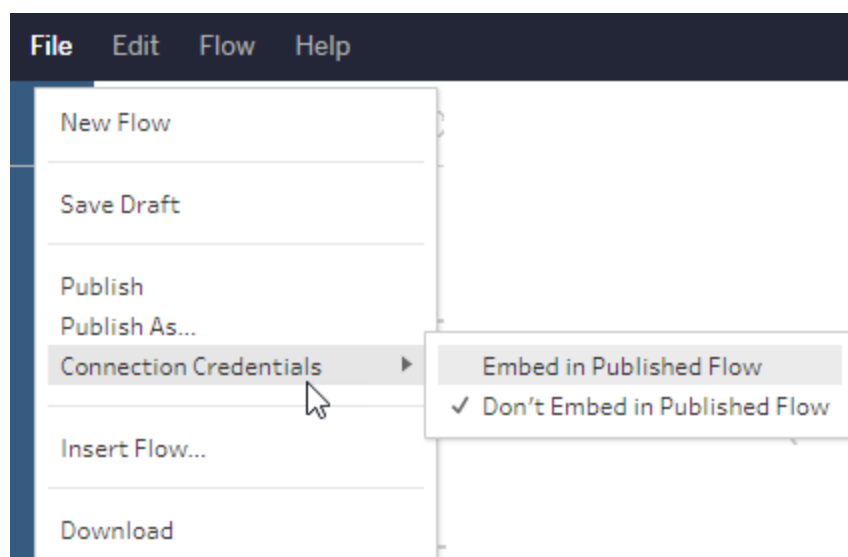 File Edit Flow Help
New Flow
Save Draft
Publish
Publish As...
Connection Credentials
Embed in Published Flow
✓ Don't Embed in Published Flow
Insert Flow...
Download